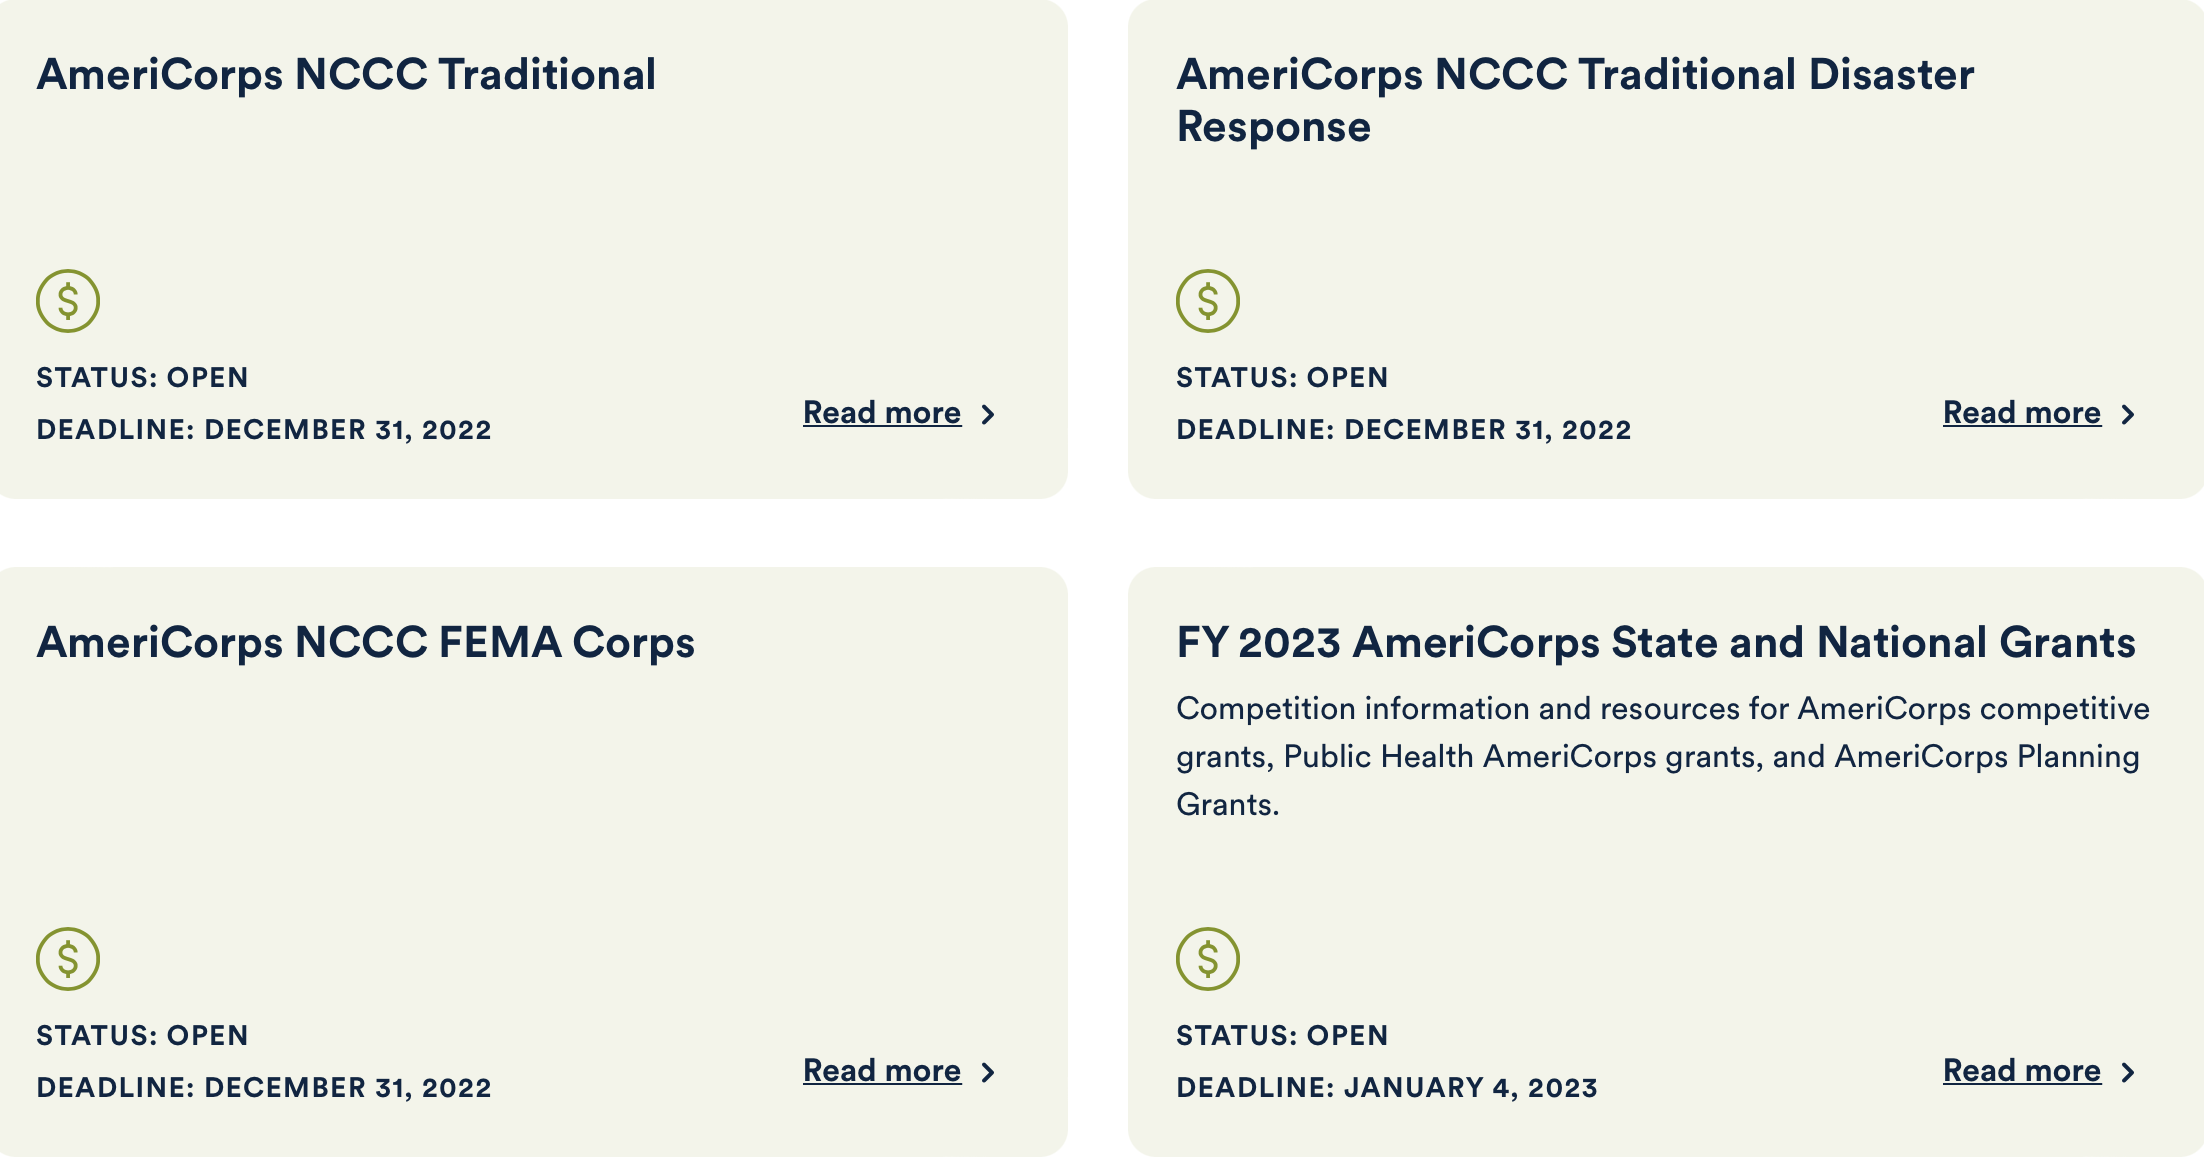 AmeriCorps NCCC Traditional
$
STATUS: OPEN
DEADLINE: DECEMBER 31, 2022
Read more
AmeriCorps NCCC Traditional Disaster
Response
$
STATUS: OPEN
DEADLINE: DECEMBER 31, 2022
Read more
AmeriCorps NCCC FEMA Corps
$
STATUS: OPEN
DEADLINE: DECEMBER 31, 2022
Read more
FY 2023 AmeriCorps State and National Grants
Competition information and resources for AmeriCorps competitive
grants, Public Health AmeriCorps grants, and AmeriCorps Planning
Grants.
$
STATUS: OPEN
DEADLINE: JANUARY 4, 2023
Read more